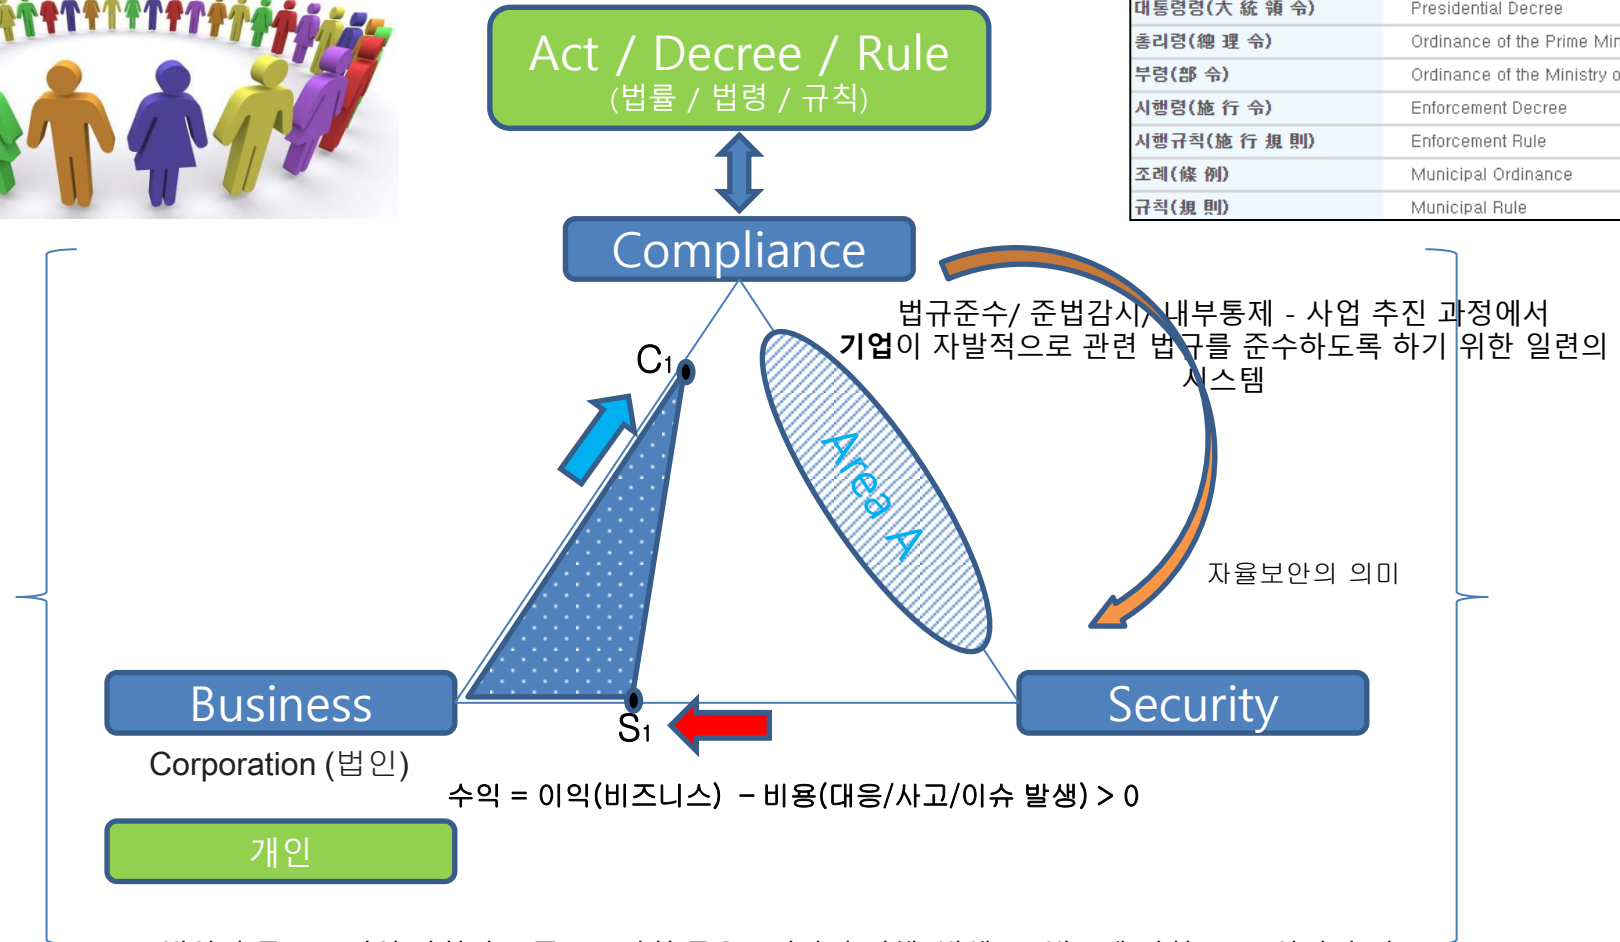 대통령령(大 統 領 令) Presidential Decree
총리령(總 理 令) Ordinance of the Prime Min
부령(部 令) Ordinance of the Ministry o
시행령(施 行 令) Enforcement Decree
시행규칙(施 行 規 則) Enforcement Rule
조례(條 例) Municipal Ordinance
규칙(規 則) Municipal Rule
Act / Decree / Rule
(법률 / 법령 / 규칙)
Compliance
법규준수/ 준법감시/ 내부통제 - 사업 추진 과정에서
기업이 자발적으로 관련 법규를 준수하도록 하기 위한 일련의
시스템
C1
Area A
자율보안의 의미
Business
Security
S1
Corporation (법인)
수익 = 이익(비즈니스) – 비용(대응/사고/이슈 발생) > 0
개인